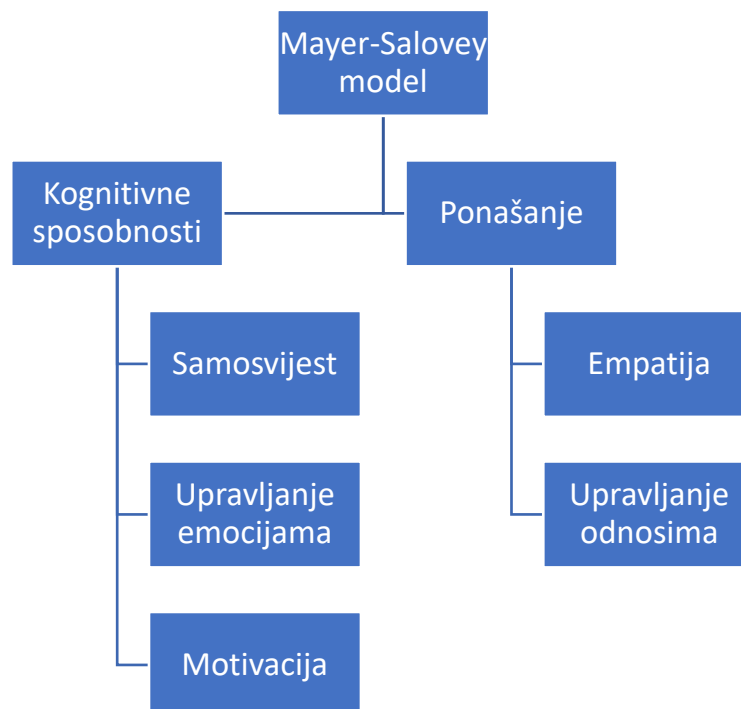 Mayer-Salovey
model
Kognitivne
sposobnosti
Ponašanje
Samosvijest
Empatija
Upravljanje
emocijama
Upravljanje
odnosima
Motivacija